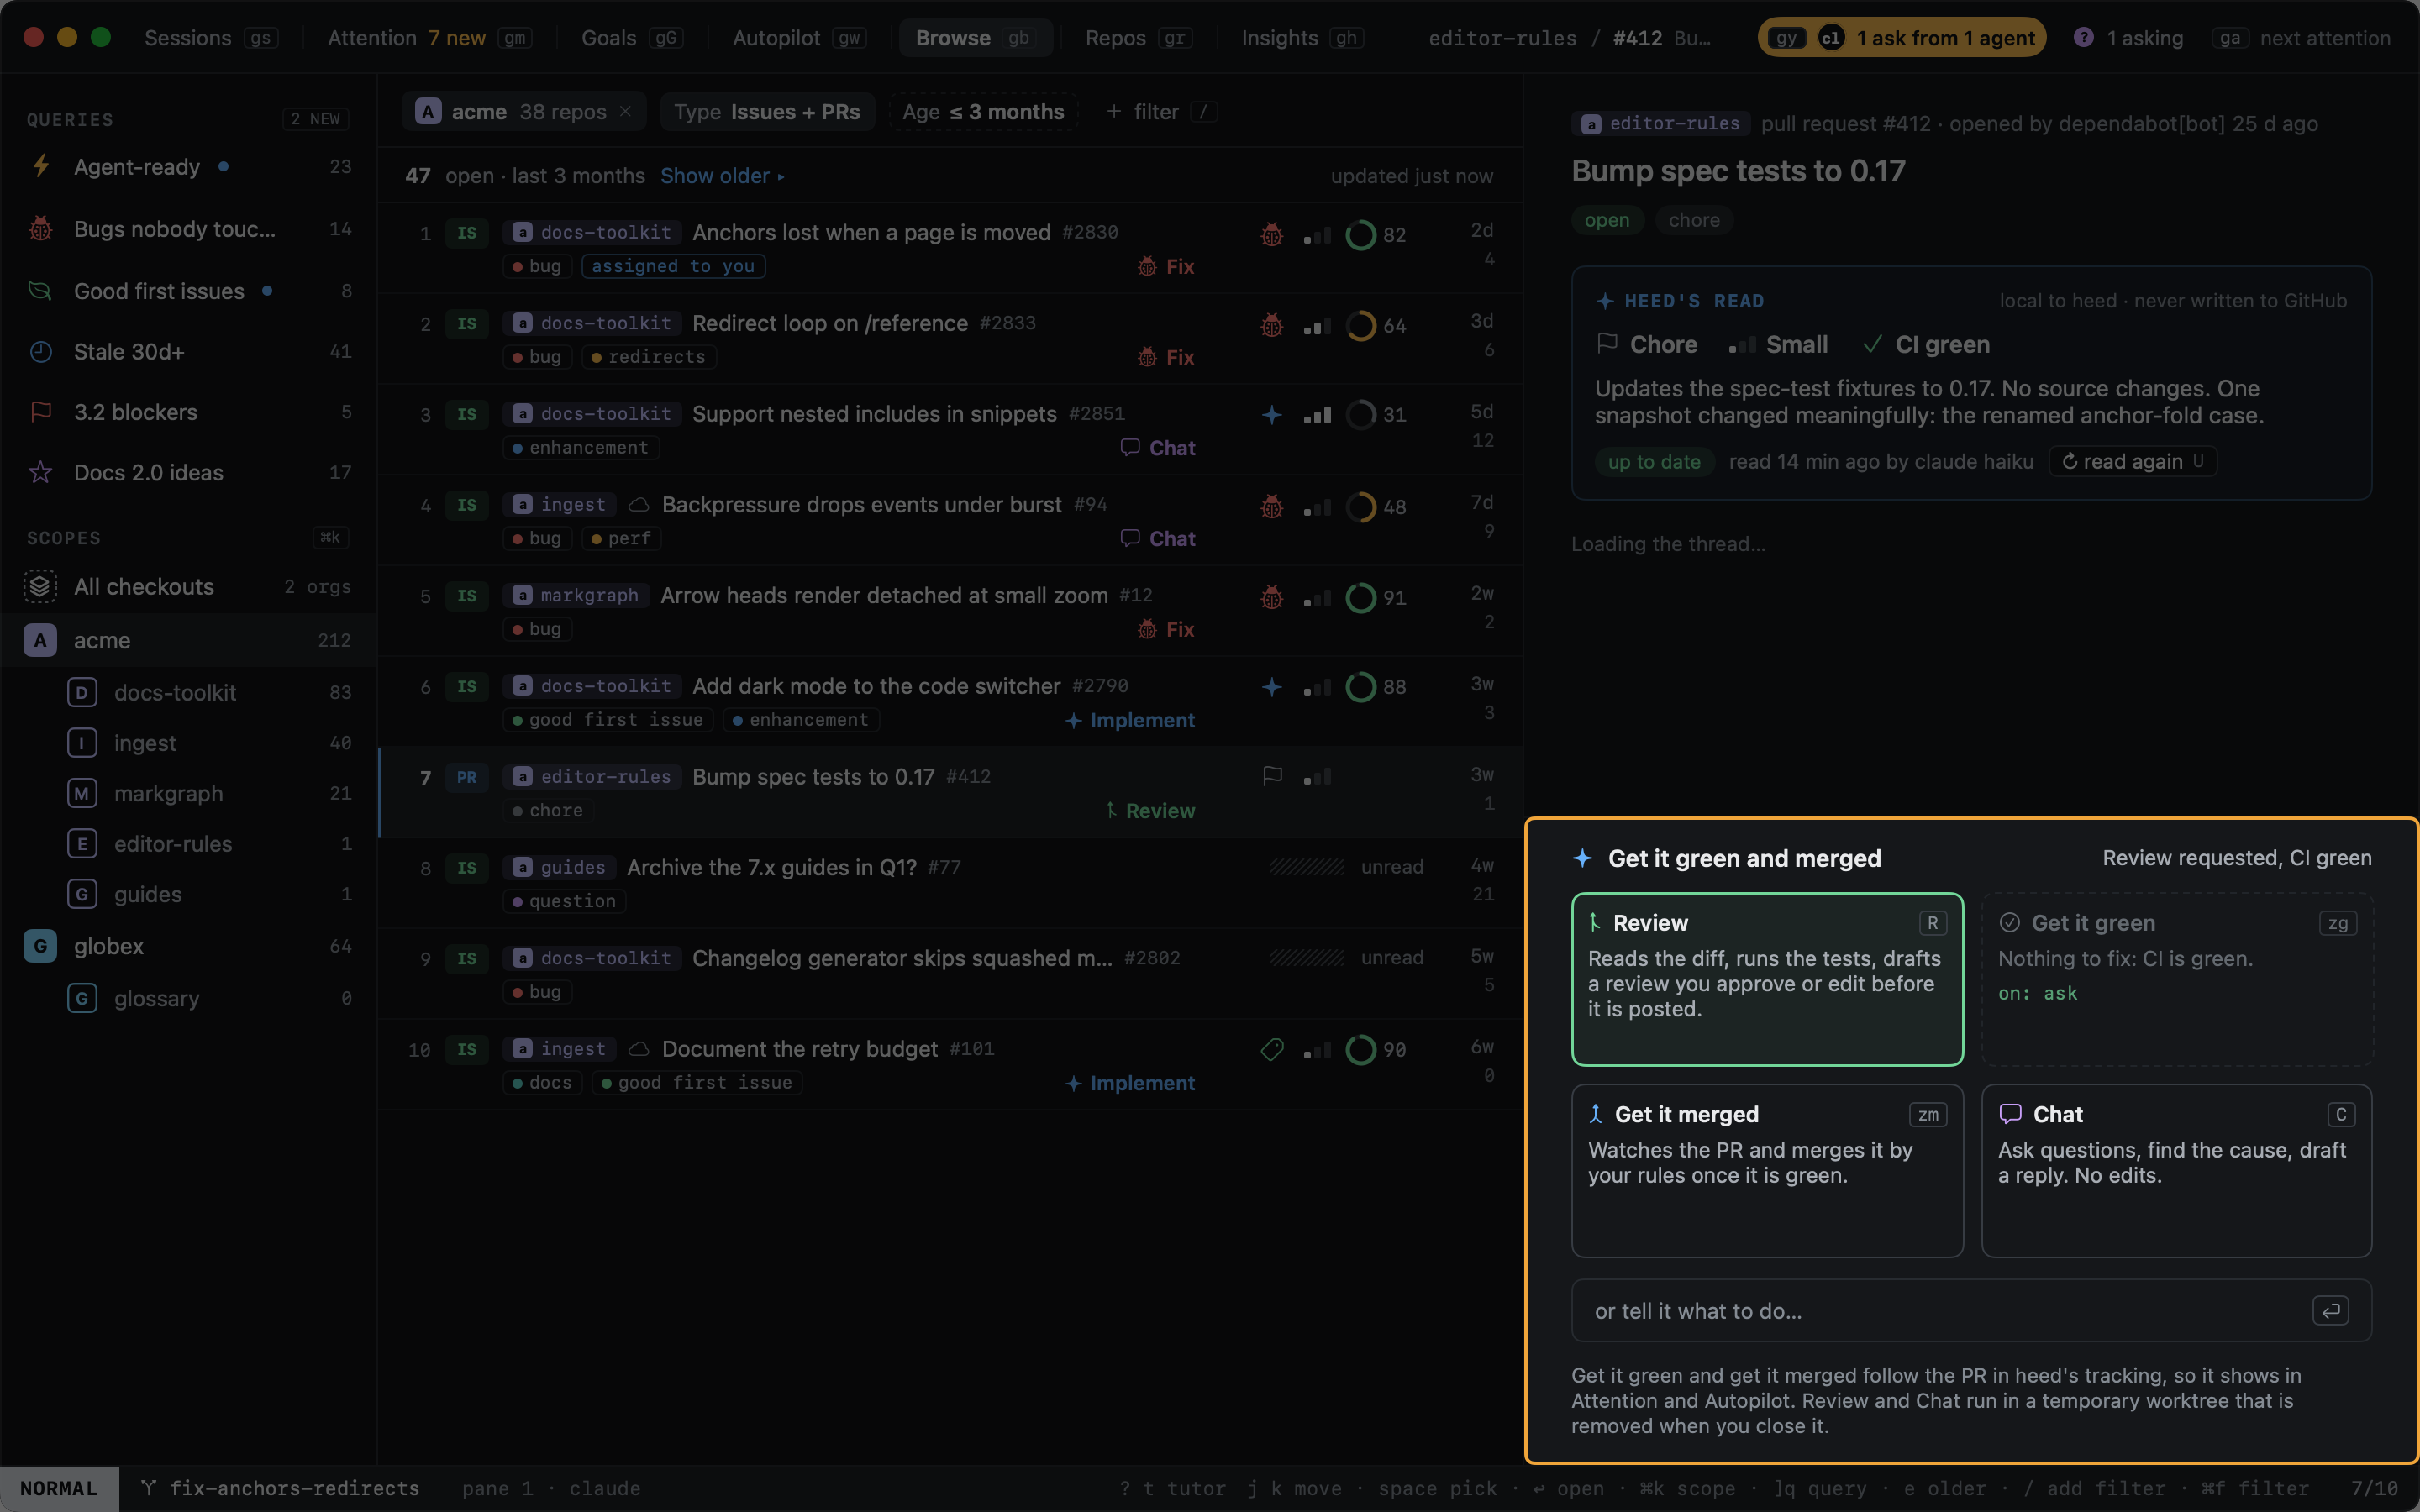 Sessions gs Attention 7 new gm Goals gG Autopilot gw Browse gb Repos gr Insights gh editor-rules / #412 Bu... gy cl 1 ask from 1 agent ? 1 asking ga next attention
QUERIES 2 NEW
Agent-ready 23
Bugs nobody touc... 14
Good first issues 8
Stale 30d+ 41
3.2 blockers 5
Docs 2.0 ideas 17
SCOPES ⌘k
All checkouts 2 orgs
A acme 212
D docs-toolkit 83
I ingest 40
M markgraph 21
E editor-rules 1
G guides 1
G globex 64
G glossary 0
A acme 38 repos × Type Issues + PRs Age ≤ 3 months + filter /
47 open · last 3 months Show older ▸ updated just now
1 IS a docs-toolkit Anchors lost when a page is moved #2830 82 2d
bug assigned to you Fix 4
2 IS a docs-toolkit Redirect loop on /reference #2833 64 3d
bug redirects Fix 6
3 IS a docs-toolkit Support nested includes in snippets #2851 31 5d
enhancement Chat 12
4 IS a ingest Backpressure drops events under burst #94 48 7d
bug perf Chat 9
5 IS a markgraph Arrow heads render detached at small zoom #12 91 2w
bug Fix 2
6 IS a docs-toolkit Add dark mode to the code switcher #2790 88 3w
good first issue enhancement Implement 3
7 PR a editor-rules Bump spec tests to 0.17 #412 3w
chore Review 1
8 IS a guides Archive the 7.x guides in Q1? #77 unread 4w
question 21
9 IS a docs-toolkit Changelog generator skips squashed m... #2802 unread 5w
bug 5
10 IS a ingest Document the retry budget #101 90 6w
docs good first issue Implement 0
a editor-rules pull request #412 · opened by dependabot[bot] 25 d ago
Bump spec tests to 0.17
open chore
HEED'S READ local to heed · never written to GitHub
Chore Small CI green
Updates the spec-test fixtures to 0.17. No source changes. One
snapshot changed meaningfully: the renamed anchor-fold case.
up to date read 14 min ago by claude haiku read again U
Loading the thread...
Get it green and merged Review requested, CI green
Review R
Reads the diff, runs the tests, drafts
a review you approve or edit before
it is posted.
Get it green zg
Nothing to fix: CI is green.
on: ask
Get it merged zm
Watches the PR and merges it by
your rules once it is green.
Chat C
Ask questions, find the cause, draft
a reply. No edits.
or tell it what to do...
Get it green and get it merged follow the PR in heed's tracking, so it shows in
Attention and Autopilot. Review and Chat run in a temporary worktree that is
removed when you close it.
NORMAL fix-anchors-redirects pane 1 · claude ? t tutor j k move · space pick · ↩ open · ⌘k scope · ]q query · e older · / add filter · ⌘f filter 7/10